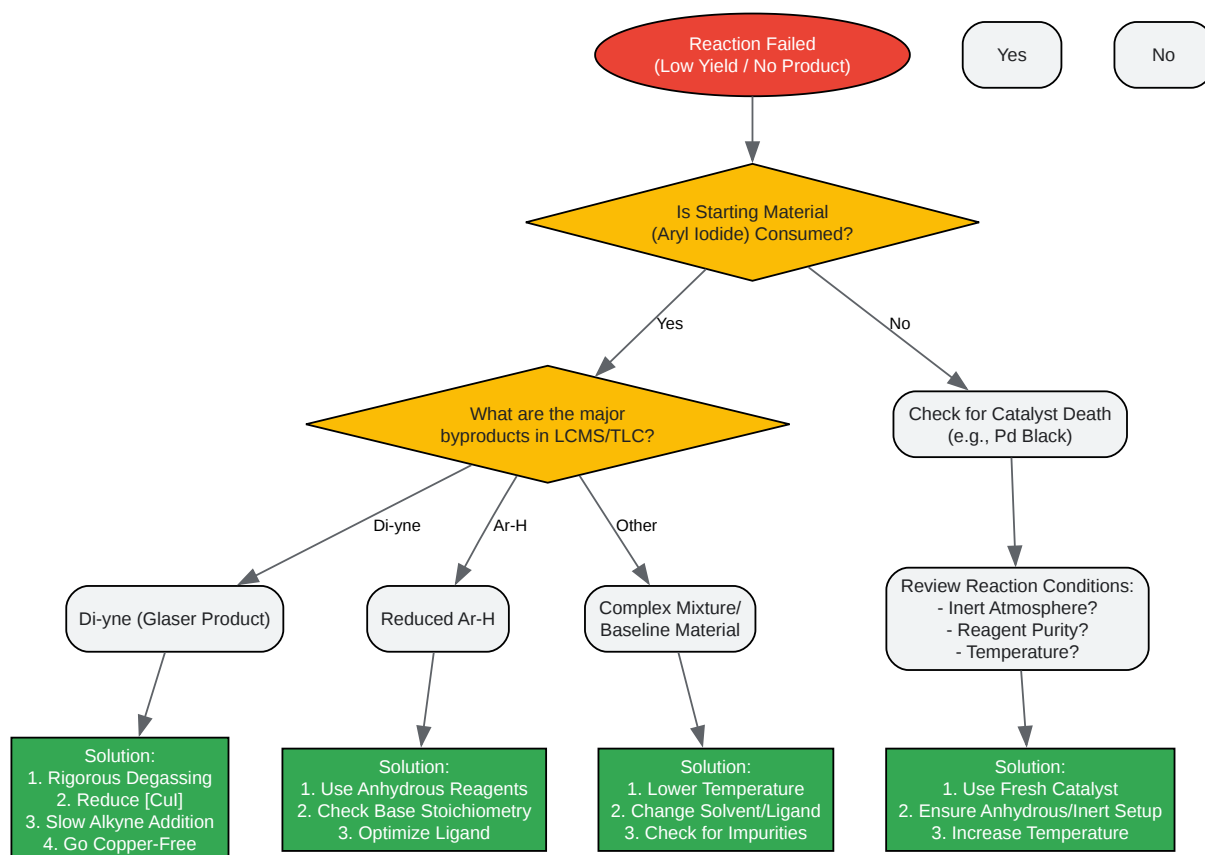 Reaction Failed
(Low Yield / No Product)
Yes
No
Is Starting Material
(Aryl Iodide) Consumed?
Yes
No
What are the major
byproducts in LCMS/TLC?
Check for Catalyst Death
(e.g., Pd Black)
Di-yne
Ar-H
Other
Di-yne (Glaser Product)
Reduced Ar-H
Complex Mixture/
Baseline Material
Review Reaction Conditions:
- Inert Atmosphere?
- Reagent Purity?
- Temperature?
Solution:
1. Rigorous Degassing
2. Reduce [CuI]
3. Slow Alkyne Addition
4. Go Copper-Free
Solution:
1. Use Anhydrous Reagents
2. Check Base Stoichiometry
3. Optimize Ligand
Solution:
1. Lower Temperature
2. Change Solvent/Ligand
3. Check for Impurities
Solution:
1. Use Fresh Catalyst
2. Ensure Anhydrous/Inert Setup
3. Increase Temperature